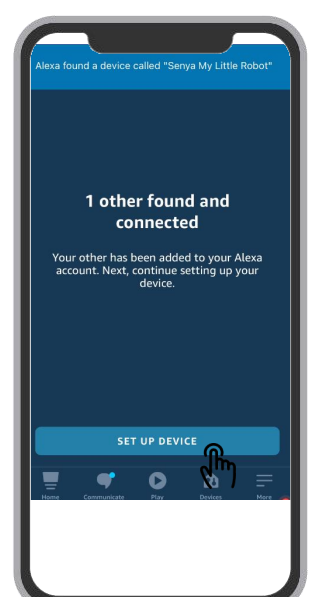 Alexa found a device called "Senya My Little Robot"
1 other found and
connected
Your other has been added to your Alexa
account. Next, continue setting up your
device.
SET UP DEVICE
Home Communicate Play Devices More